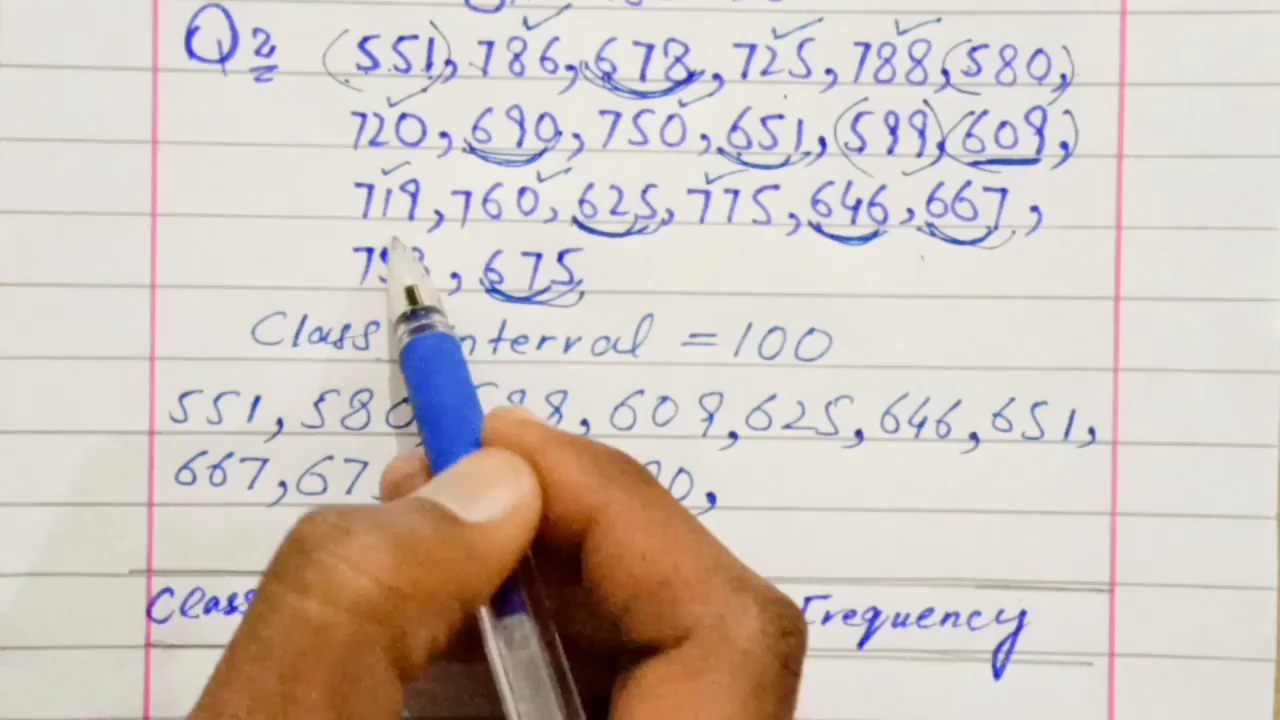 Q2 (551), 786, 678, 725, 788, (580,)
720, 690, 750, 651, (599) (609,)
719, 760, 625, 775, 646, 667,
675
Class = 100
551, 580 609, 625, 646, 651,
667,
Class Frequency